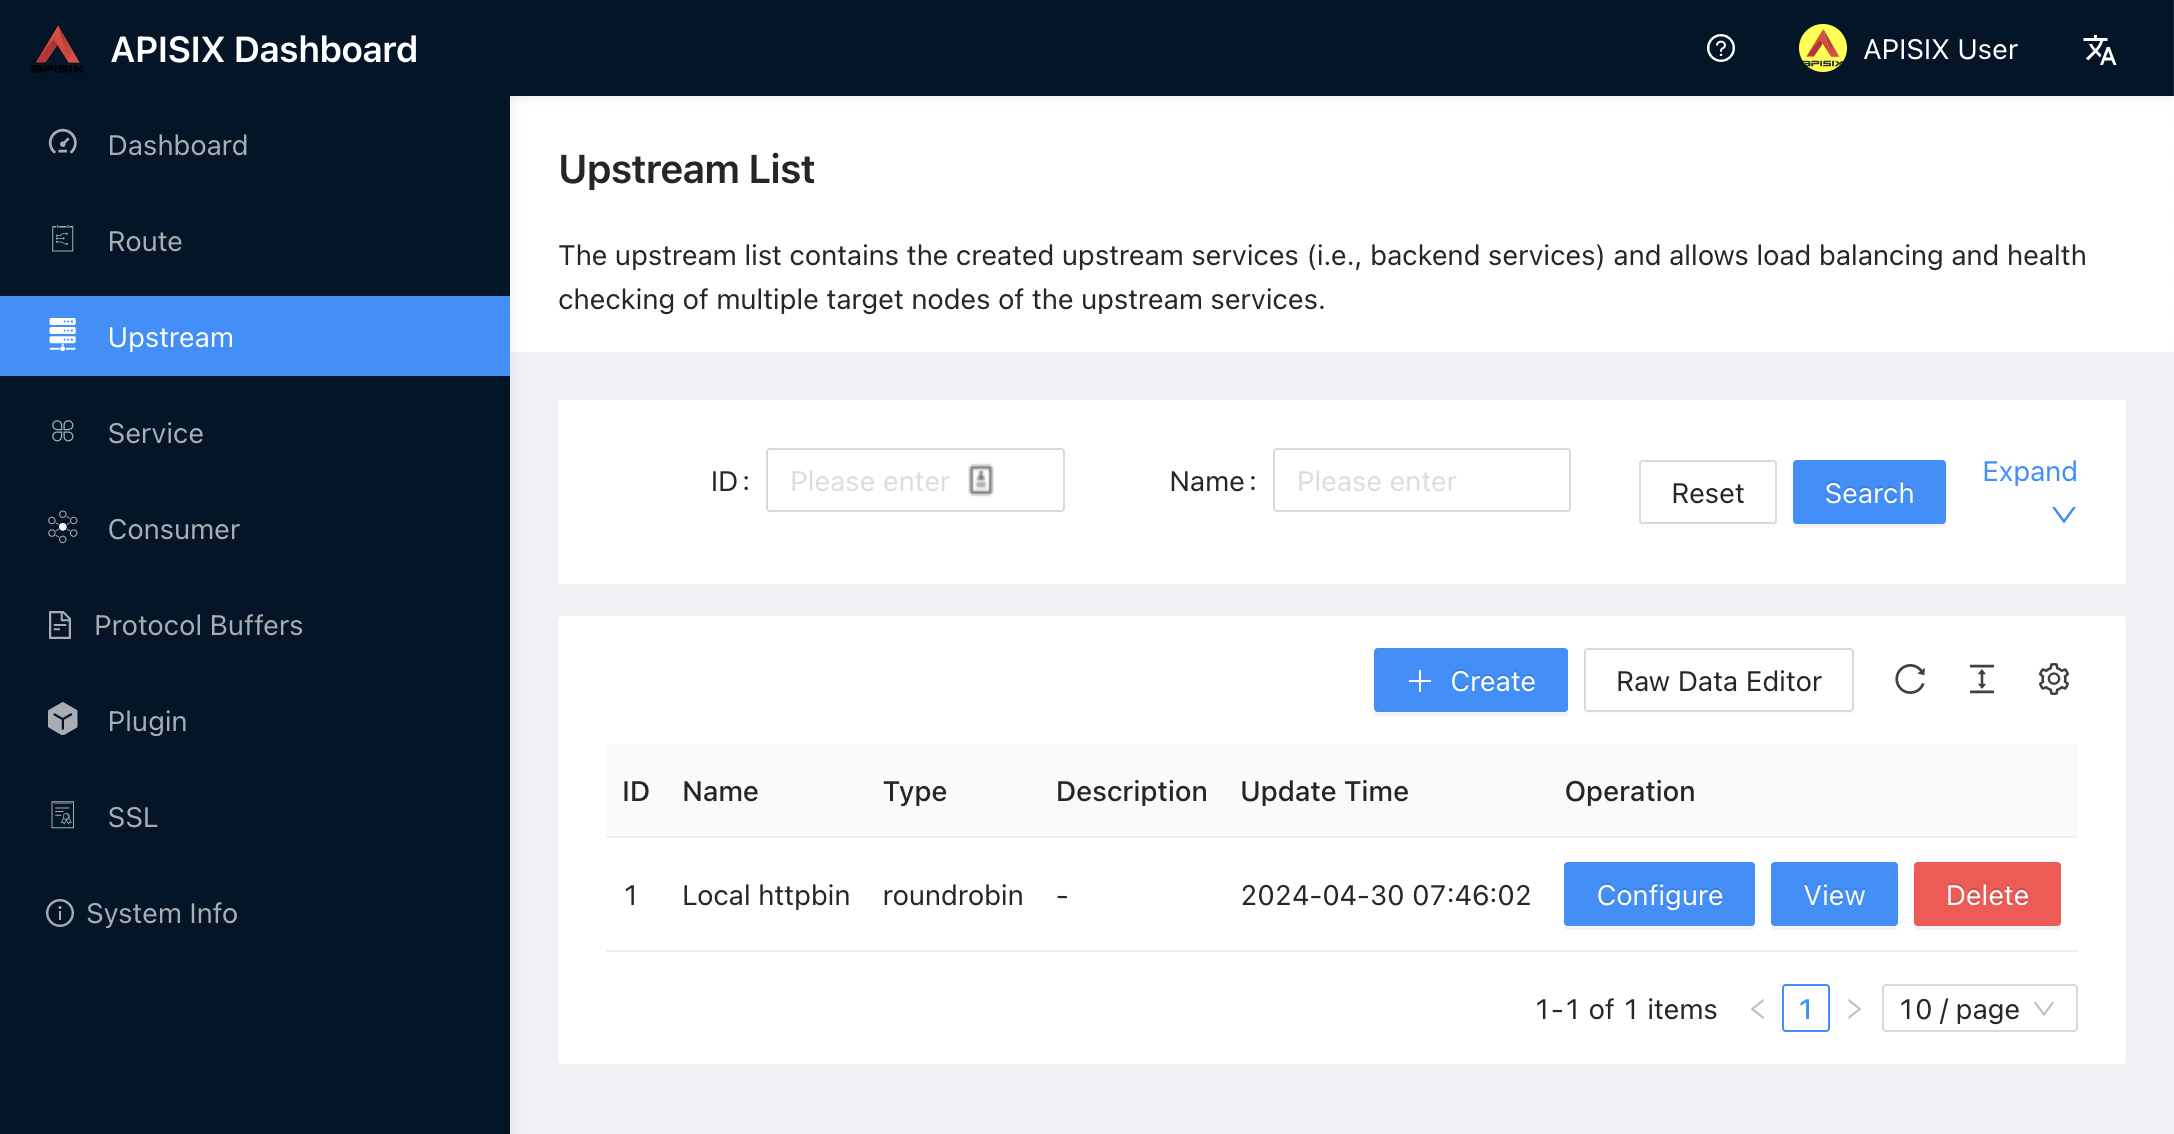 APISIX Dashboard
APISIX User
APISIX
APISIX
Dashboard
Route
Upstream
Service
Consumer
Protocol Buffers
Plugin
SSL
System Info
Upstream List
The upstream list contains the created upstream services (i.e., backend services) and allows load balancing and health
checking of multiple target nodes of the upstream services.
ID: Please enter
Name: Please enter
Reset
Search
Expand
Create
Raw Data Editor
ID Name Type Description Update Time Operation
1 Local httpbin roundrobin - 2024-04-30 07:46:02 Configure View Delete
1-1 of 1 items < 1 > 10 / page